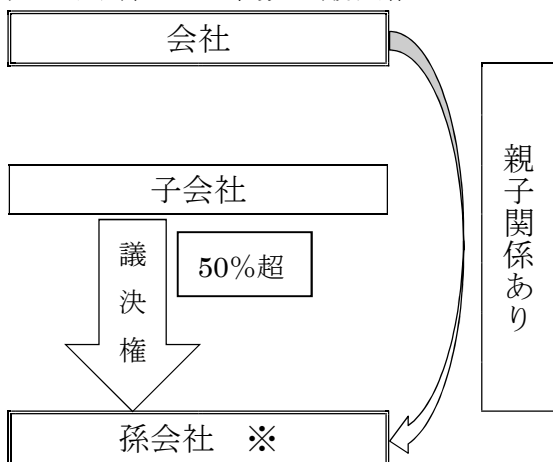 会社
子会社
議決権
50%超
親子関係あり
孫会社 ※